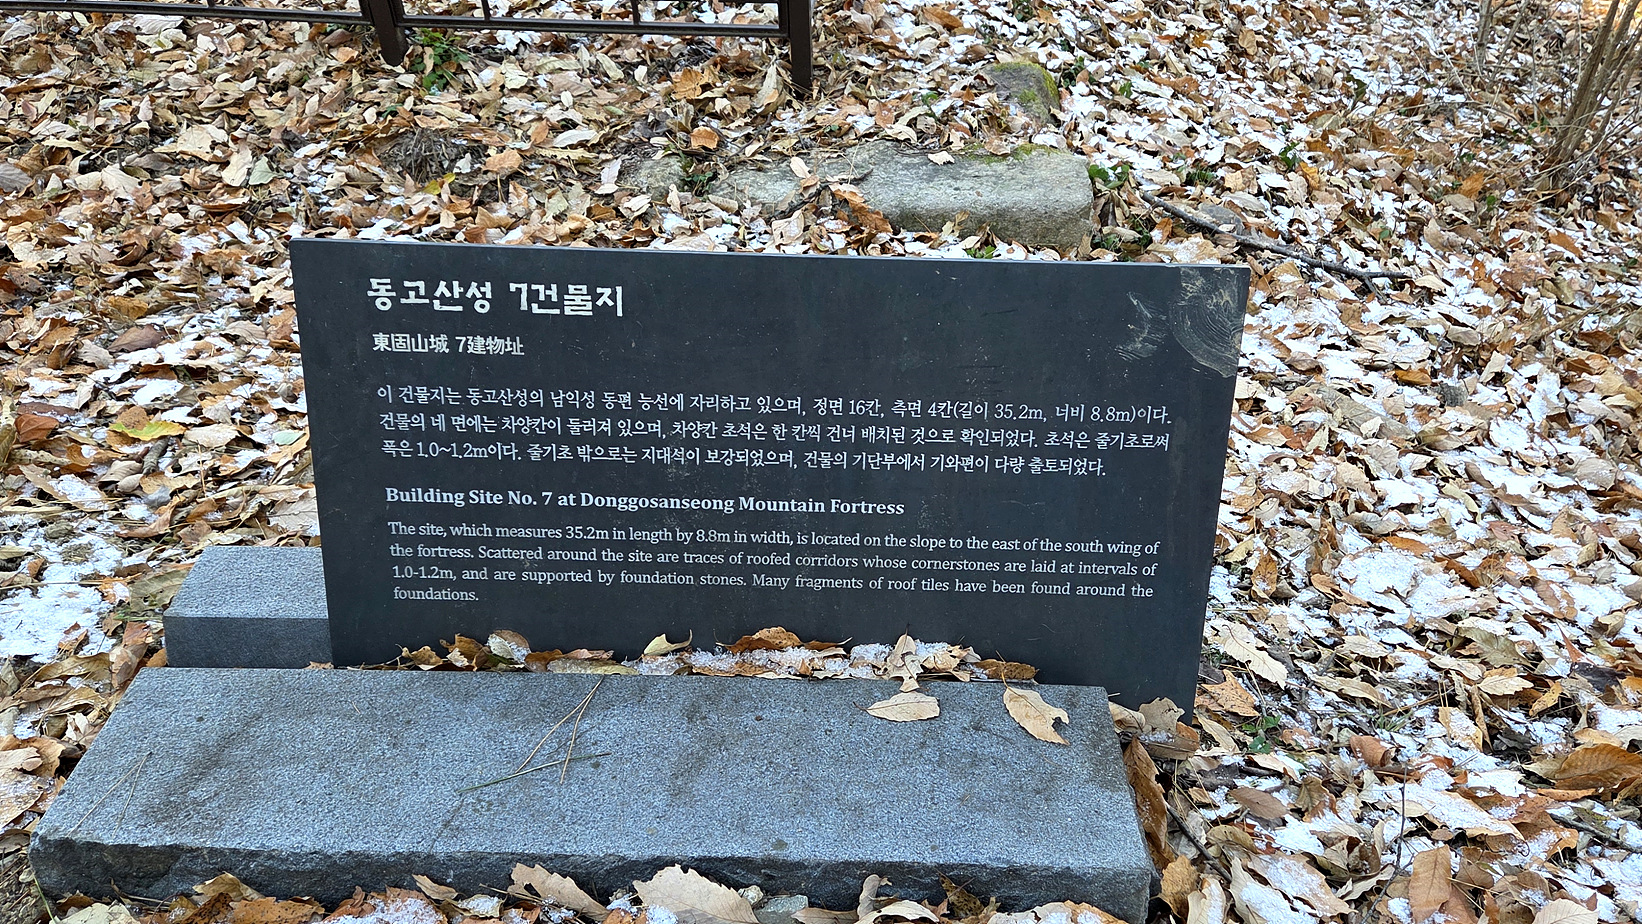 동고산성 7건물지
東固山城 7建物址
이 건물지는 동고산성의 남익성 동편 능선에 자리하고 있으며, 정면 16칸, 측면 4칸(길이 35.2m, 너비 8.8m)이다.
건물의 네 면에는 차양칸이 둘러져 있으며, 차양칸 초석은 한 칸씩 건너 배치된 것으로 확인되었다. 초석은 줄기초로써
폭은 1.0~1.2m이다. 줄기초 밖으로는 지대석이 보강되었으며, 건물의 기단부에서 기와편이 다량 출토되었다.
Building Site No. 7 at Donggosanseong Mountain Fortress
The site, which measures 35.2m in length by 8.8m in width, is located on the slope to the east of the south wing of
the fortress. Scattered around the site are traces of roofed corridors whose cornerstones are laid at intervals of
1.0-1.2m, and are supported by foundation stones. Many fragments of roof tiles have been found around the
foundations.